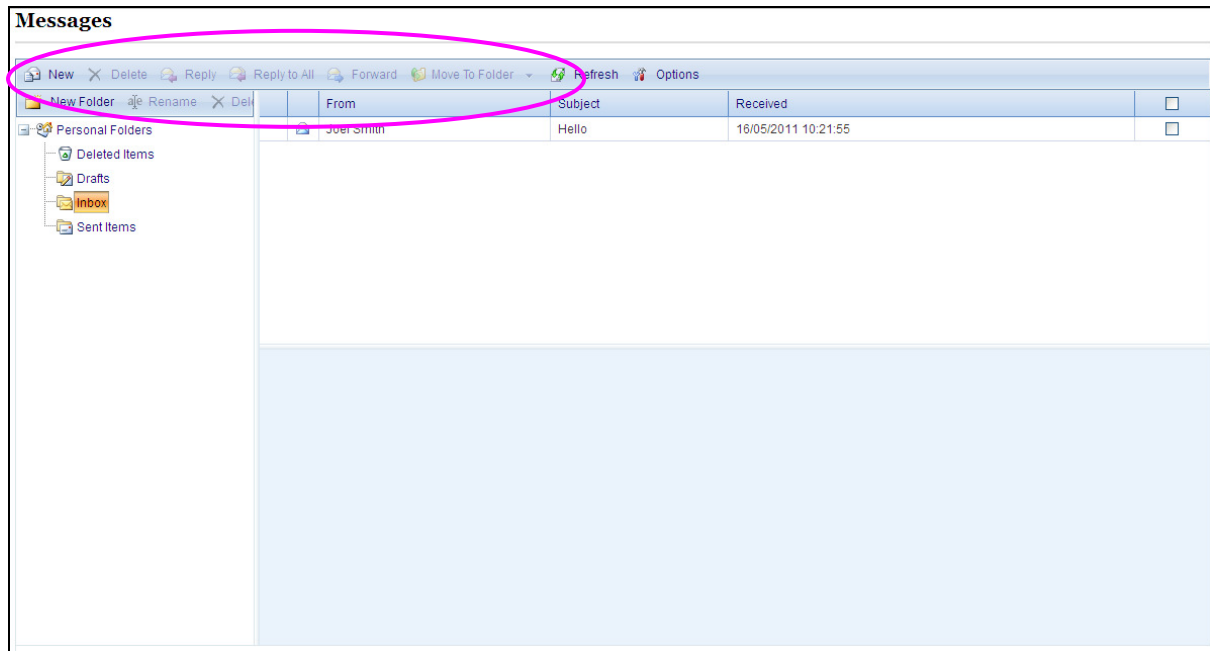 Messages
New Delete Reply Reply to All Forward Move To Folder Refresh Options
New Folder Rename Del From Subject Received
Personal Folders Joel Smith Hello 16/05/2011 10:21:55
Deleted Items
Drafts
Inbox
Sent Items